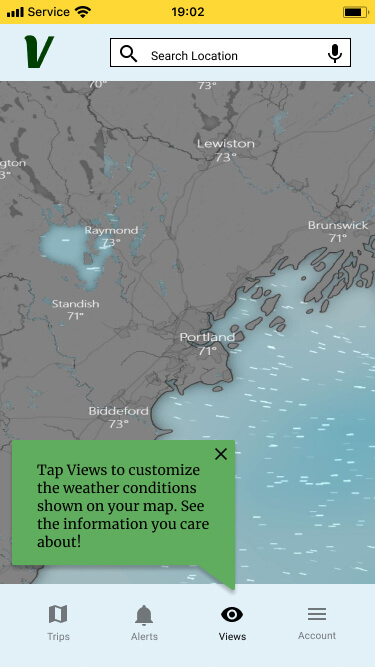 Service 19:02
V
Search Location
70°
73°
Lewiston
73°
gton
3°
Brunswick
71°
Raymond
73°
Standish
71°
Portland
71°
Biddeford
73°
Tap Views to customize
the weather conditions
shown on your map. See
the information you care
about!
Trips Alerts Views Account